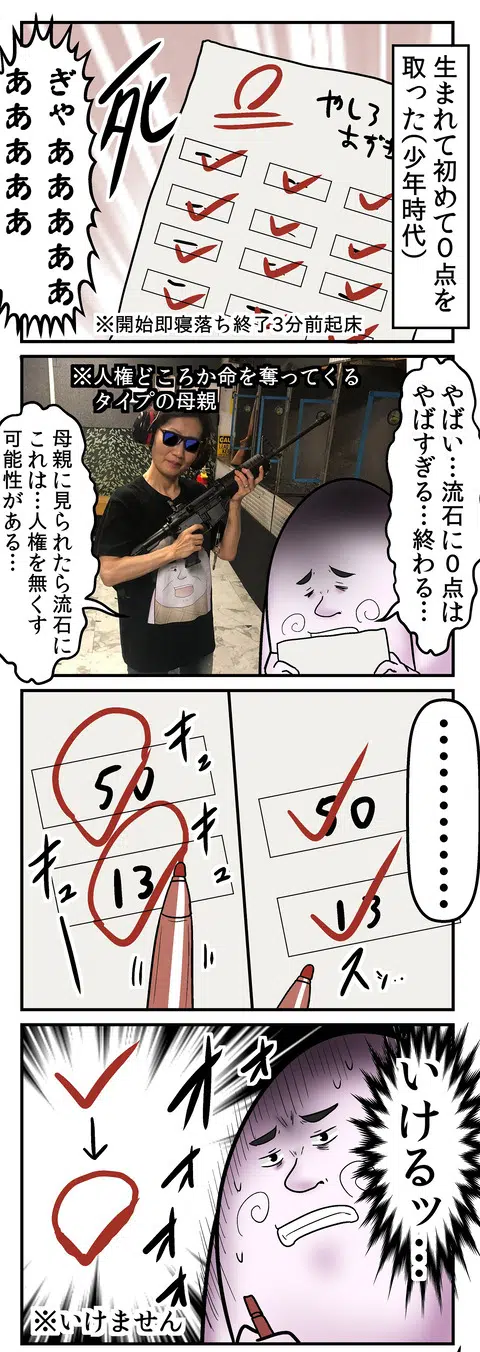 生まれて初めて0点を
取った(少年時代)
やしろ
あずき
死
ぎゃあああああ
あああああ
※開始即寝落ち終了3分前起床
やばい…流石に0点は
やばすぎる…終わる…
※人権どころか命を奪ってくる
タイプの母親
母親に見られたら流石に
これは…人権を無くす
可能性がある…
…………
50
13
スッ…
50
13
キュ
キュ
キューッ
いけるッ…
オオオオオ
※いけません